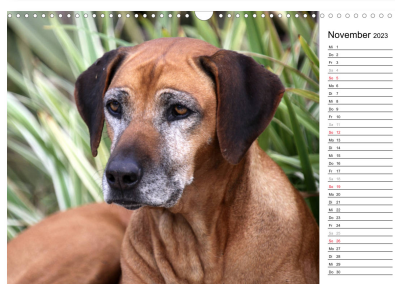 November 2023
Mi 1
Do 2
Fr 3
Sa 4
So 5
Mo 6
Di 7
Mi 8
Do 9
Fr 10
Sa 11
So 12
Mo 13
Di 14
Mi 15
Do 16
Fr 17
Sa 18
So 19
Mo 20
Di 21
Mi 22
Do 23
Fr 24
Sa 25
So 26
Mo 27
Di 28
Mi 29
Do 30